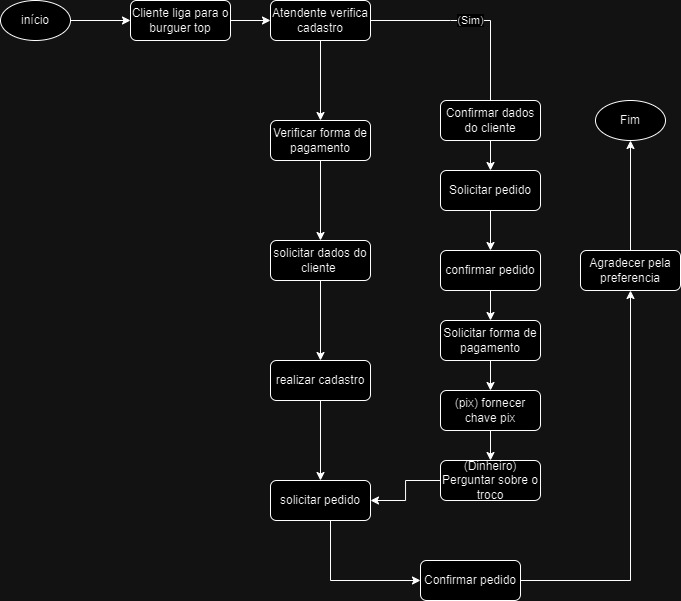 início
Cliente liga para o
burguer top
Atendente verifica
cadastro
(Sim)
Verificar forma de
pagamento
solicitar dados do
cliente
realizar cadastro
solicitar pedido
Confirmar dados
do cliente
Solicitar pedido
confirmar pedido
Solicitar forma de
pagamento
(pix) fornecer
chave pix
(Dinheiro)
Perguntar sobre o
troco
Confirmar pedido
Agradecer pela
preferencia
Fim